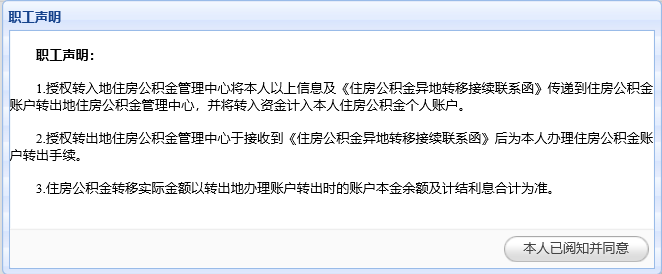 职工声明
职工声明：
1.授权转入地住房公积金管理中心将本人以上信息及《住房公积金异地转移接续联系函》传递到住房公积金
账户转出地住房公积金管理中心，并将转入资金计入本人住房公积金个人账户。
2.授权转出地住房公积金管理中心于接收到《住房公积金异地转移接续联系函》后为本人办理住房公积金账
户转出手续。
3.住房公积金转移实际金额以转出地办理账户转出时的账户本金余额及计结利息合计为准。
本人已阅知并同意